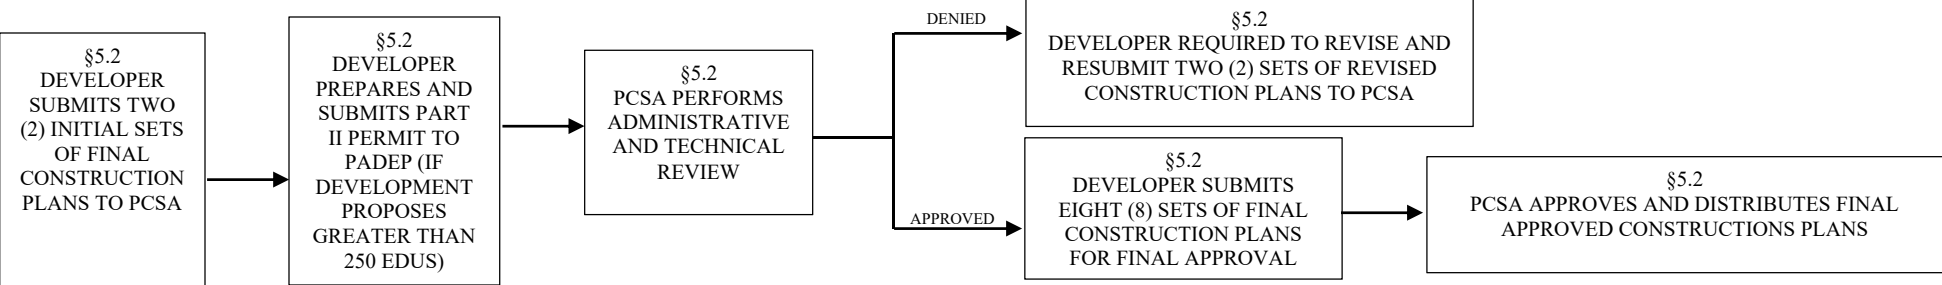 §5.2
DEVELOPER
SUBMITS TWO
(2) INITIAL SETS
OF FINAL
CONSTRUCTION
PLANS TO PCSA
§5.2
DEVELOPER
PREPARES AND
SUBMITS PART
II PERMIT TO
PADEP (IF
DEVELOPMENT
PROPOSES
GREATER THAN
250 EDUS)
§5.2
PCSA PERFORMS
ADMINISTRATIVE
AND TECHNICAL
REVIEW
DENIED
§5.2
DEVELOPER REQUIRED TO REVISE AND
RESUBMIT TWO (2) SETS OF REVISED
CONSTRUCTION PLANS TO PCSA
APPROVED
§5.2
DEVELOPER SUBMITS
EIGHT (8) SETS OF FINAL
CONSTRUCTION PLANS
FOR FINAL APPROVAL
§5.2
PCSA APPROVES AND DISTRIBUTES FINAL
APPROVED CONSTRUCTIONS PLANS